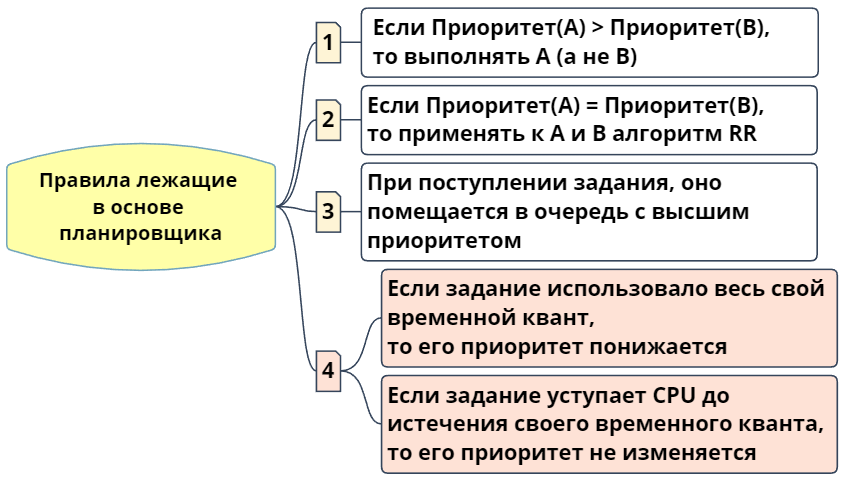 Правила лежащие
в основе
планировщика
1
Если Приоритет(A) > Приоритет(B),
то выполнять A (а не B)
2
Если Приоритет(A) = Приоритет(B),
то применять к A и B алгоритм RR
3
При поступлении задания, оно
помещается в очередь с высшим
приоритетом
4
Если задание использовало весь свой
временной квант,
то его приоритет понижается
Если задание уступает CPU до
истечения своего временного кванта,
то его приоритет не изменяется